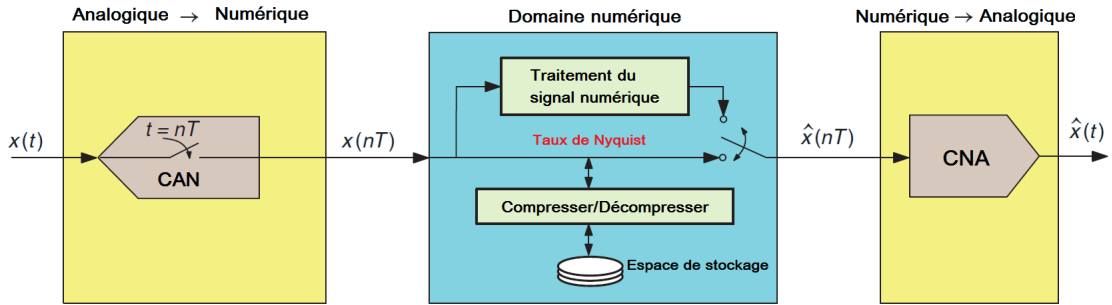 Analogique → Numérique
Domaine numérique
Numérique → Analogique
Traitement du
signal numérique
t = nT
x(t)
x(nT)
Taux de Nyquist
x̂(nT)
x̂(t)
CAN
CNA
Compresser/Décompresser
Espace de stockage